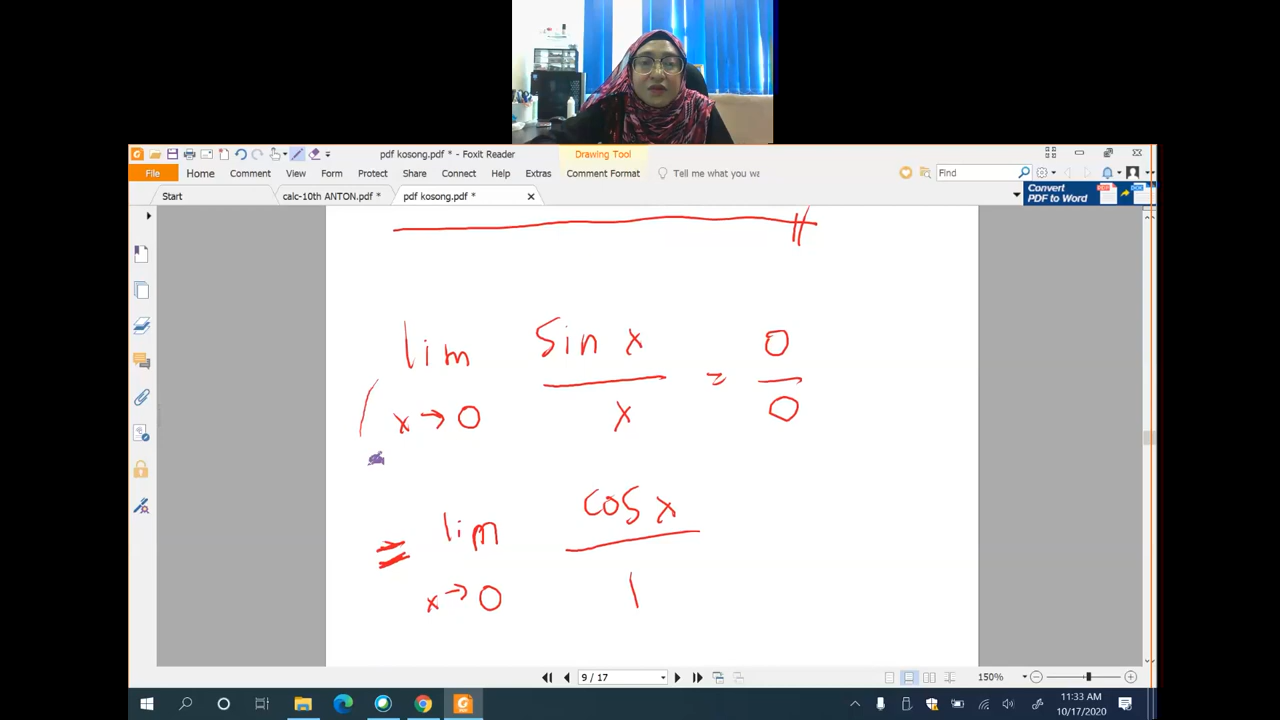 pdf kosong.pdf * - Foxit Reader
Drawing Tool
File Home Comment View Form Protect Share Connect Help Extras Comment Format Tell me what you wa Find
Start calc-10th ANTON.pdf * pdf kosong.pdf *
Convert
PDF to Word
lim sin x = 0
x → 0 x 0
= lim cos x
x → 0 1
9 / 17 150%
11:33 AM
10/17/2020